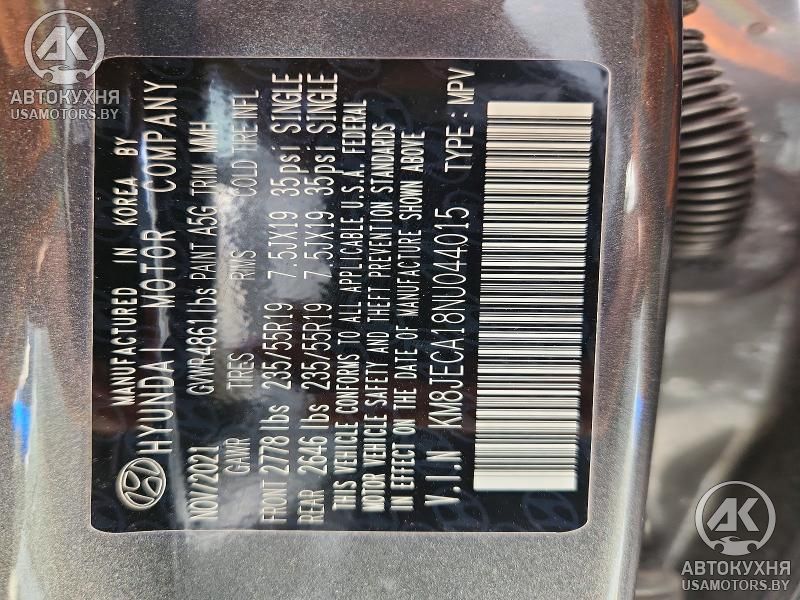 MANUFACTURED IN KOREA BY
HYUNDAI MOTOR COMPANY
NOV/2021 GVWR4861lbs PAINT A5G TRIM MMH
GAWR TIRES RIMS COLD TIRE INFL
FRONT 2778 lbs 235/55R19 7.5JX19 35psi SINGLE
REAR 2646 lbs 235/55R19 7.5JX19 35psi SINGLE
THIS VEHICLE CONFORMS TO ALL APPLICABLE U.S.A. FEDERAL
MOTOR VEHICLE SAFETY AND THEFT PREVENTION STANDARDS
IN EFFECT ON THE DATE OF MANUFACTURE SHOWN ABOVE
V.I.N KM8JECA18NU044015 TYPE : MPV
АК
АВТОКУХНЯ
USAMOTORS.BY
АК
АВТОКУХНЯ
USAMOTORS.BY